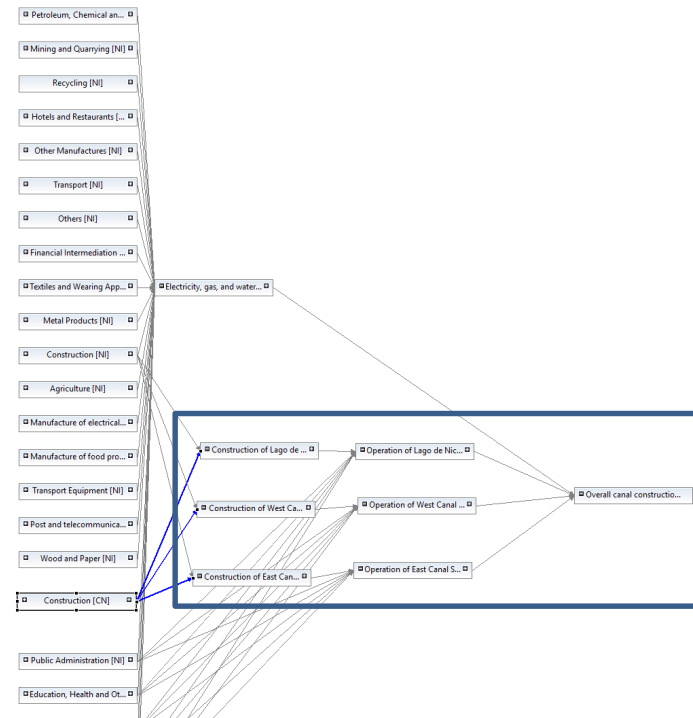 Petroleum, Chemical an...
Mining and Quarrying [NI]
Recycling [NI]
Hotels and Restaurants [...
Other Manufactures [NI]
Transport [NI]
Others [NI]
Financial Intermediation ...
Textiles and Wearing App...
Electricity, gas, and water...
Metal Products [NI]
Construction [NI]
Agriculture [NI]
Manufacture of electrical...
Construction of Lago de ...
Operation of Lago de Nic...
Manufacture of food pro...
Transport Equipment [NI]
Overall canal constructio...
Construction of West Ca...
Operation of West Canal ...
Post and telecommunica...
Wood and Paper [NI]
Construction of East Can...
Operation of East Canal S...
Construction [CN]
Public Administration [NI]
Education, Health and Ot...